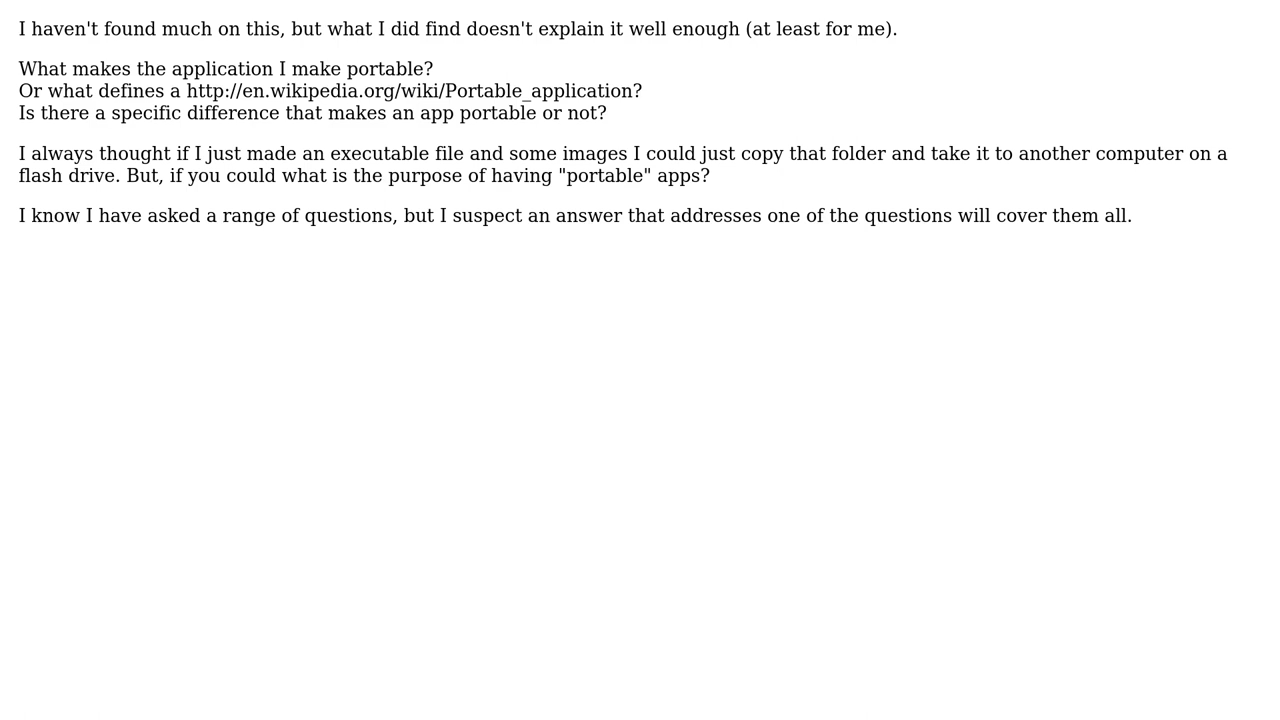 I haven't found much on this, but what I did find doesn't explain it well enough (at least for me).
What makes the application I make portable?
Or what defines a http://en.wikipedia.org/wiki/Portable_application?
Is there a specific difference that makes an app portable or not?
I always thought if I just made an executable file and some images I could just copy that folder and take it to another computer on a
flash drive. But, if you could what is the purpose of having "portable" apps?
I know I have asked a range of questions, but I suspect an answer that addresses one of the questions will cover them all.